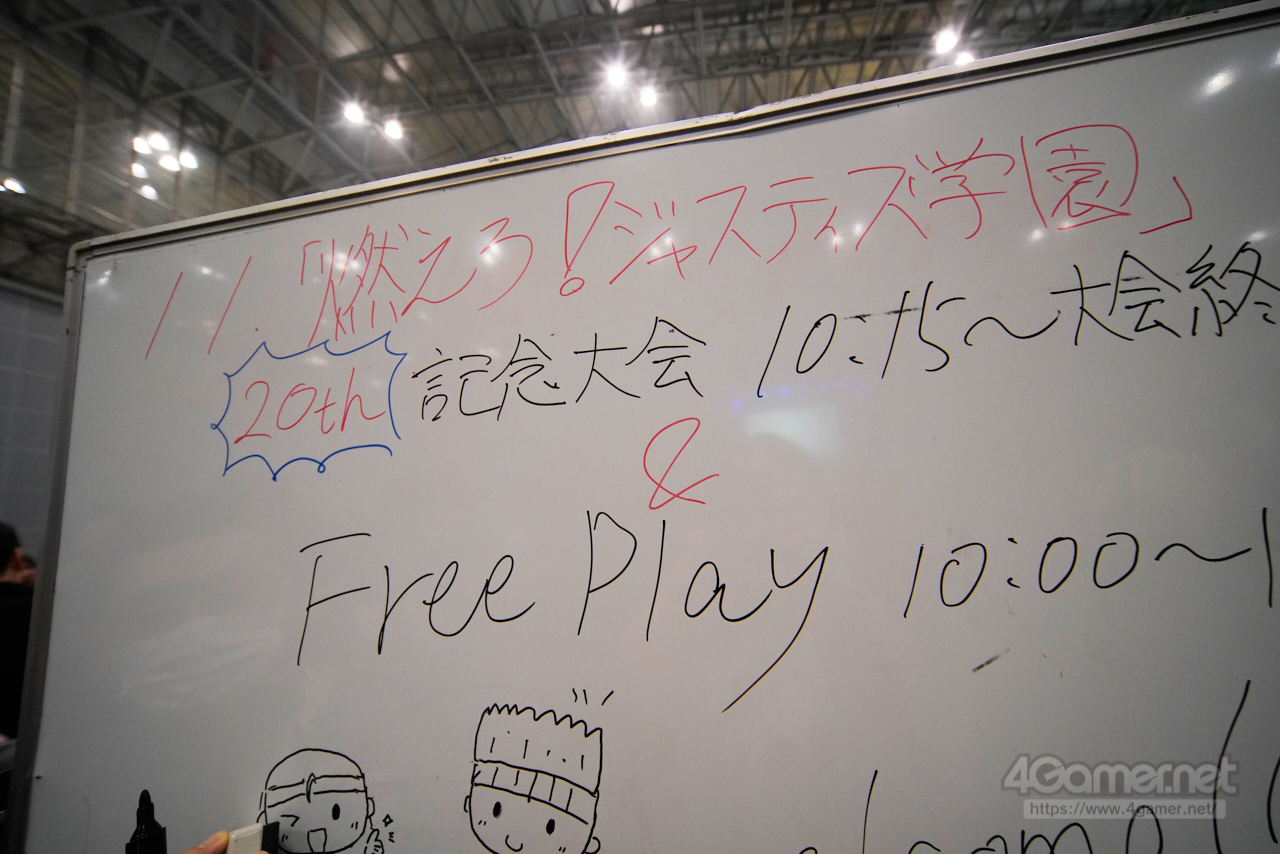 11.「燃えろ!ジャスティス学園」
20th 記念大会 10:15～大会終
&
Free Play 10:00～1
4Gamer.net
https://www.4gamer.net/